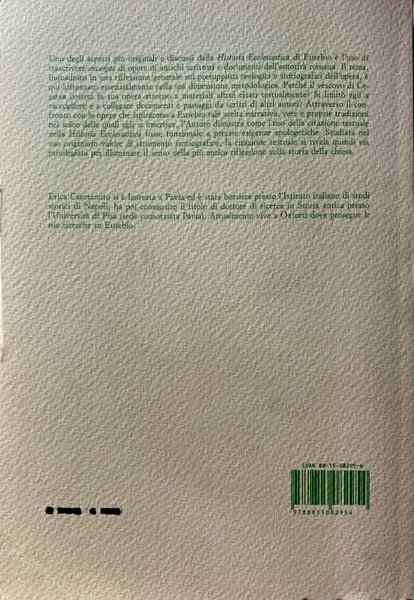 Uno degli aspetti più originali e discussi della Historia Ecclesiastica di Eusebio è l'uso di
trascrivere excerpta di opere di antichi scrittori e documenti dell'autorità romana. Il tema,
inquadrato in una riflessione generale sui presupposti teologici e storiografici dell'opera, è
qui affrontato essenzialmente nella sua dimensione metodologica. Perché il vescovo di Ce-
sarea costruì la sua opera attorno a materiali altrui citati testualmente? Si limitò egli a
raccogliere e a collegare documenti e passaggi da scritti di altri autori? Attraverso il con-
fronto con le opere che ispirarono a Eusebio tale scelta narrativa, vere e proprie tradizioni
nel solco delle quali egli si inserisce, l'Autore dimostra come l'uso della citazione testuale
nella Historia Ecclesiastica fosse funzionale a precise esigenze apologetiche. Studiata nel
suo originario valore di strumento storiografico, la citazione testuale si rivela quindi via
privilegiata per illuminare il senso della più antica riflessione sulla storia della chiesa.
Erica Carotenuto si è laureata a Pavia ed è stata borsista presso l'Istituto italiano di studi
storici di Napoli; ha poi conseguito il titolo di dottore di ricerca in Storia antica presso
l'Università di Pisa (sede consorziata Pavia). Attualmente vive a Oxford dove prosegue le
sue ricerche su Eusebio.
ISBN 88-15-08295-6
9788815082954